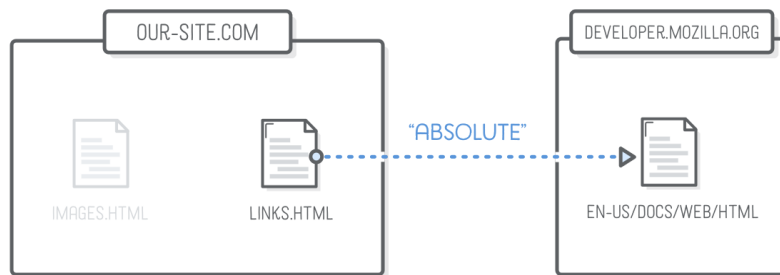 OUR-SITE.COM
DEVELOPER.MOZILLA.ORG
“ABSOLUTE”
IMAGES.HTML
LINKS.HTML
EN-US/DOCS/WEB/HTML